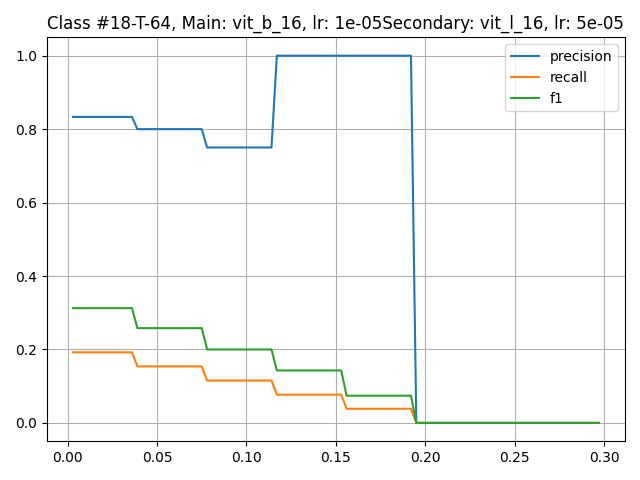 Class #18-T-64, Main: vit_b_16, lr: 1e-05Secondary: vit_l_16, lr: 5e-05
precision
recall
f1
1.0
0.8
0.6
0.4
0.2
0.0
0.00 0.05 0.10 0.15 0.20 0.25 0.30